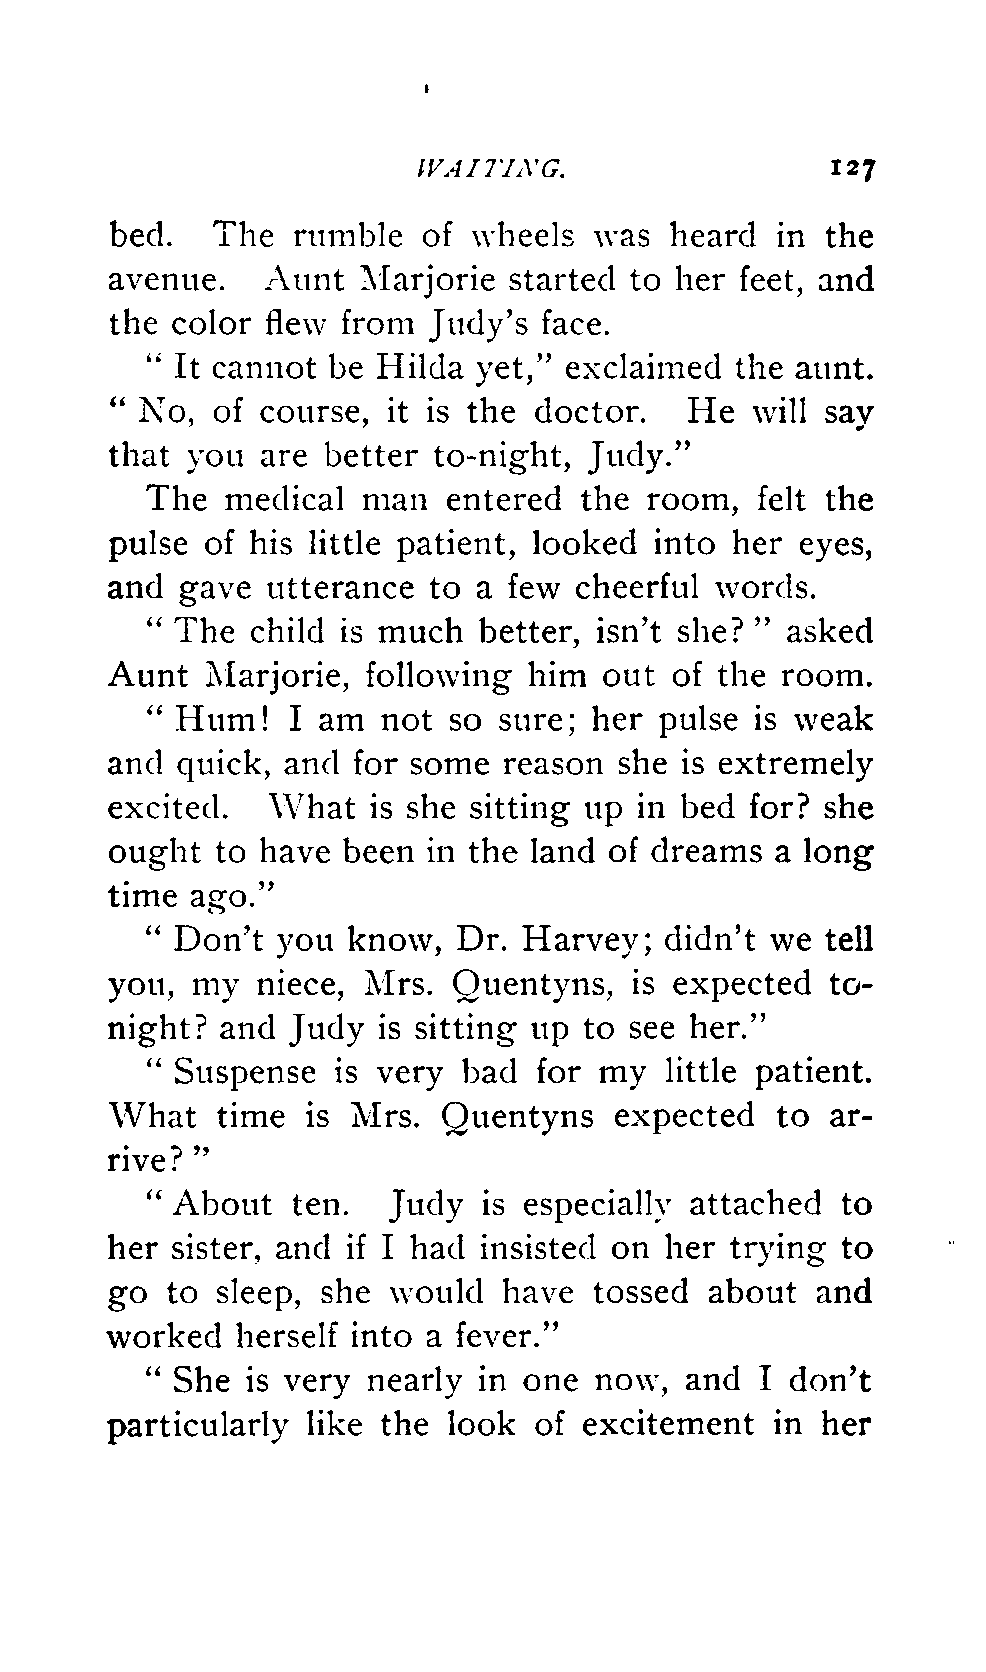 WAITING. 127
bed. The rumble of wheels was heard in the
avenue. Aunt Marjorie started to her feet, and
the color flew from Judy's face.
" It cannot be Hilda yet," exclaimed the aunt.
" No, of course, it is the doctor. He will say
that you are better to-night, Judy."
The medical man entered the room, felt the
pulse of his little patient, looked into her eyes,
and gave utterance to a few cheerful words.
" The child is much better, isn't she? " asked
Aunt Marjorie, following him out of the room.
" Hum! I am not so sure; her pulse is weak
and quick, and for some reason she is extremely
excited. What is she sitting up in bed for? she
ought to have been in the land of dreams a long
time ago."
" Don't you know, Dr. Harvey; didn't we tell
you, my niece, Mrs. Quentyns, is expected to-
night? and Judy is sitting up to see her."
" Suspense is very bad for my little patient.
What time is Mrs. Quentyns expected to ar-
rive? "
" About ten. Judy is especially attached to
her sister, and if I had insisted on her trying to
go to sleep, she would have tossed about and
worked herself into a fever."
" She is very nearly in one now, and I don't
particularly like the look of excitement in her